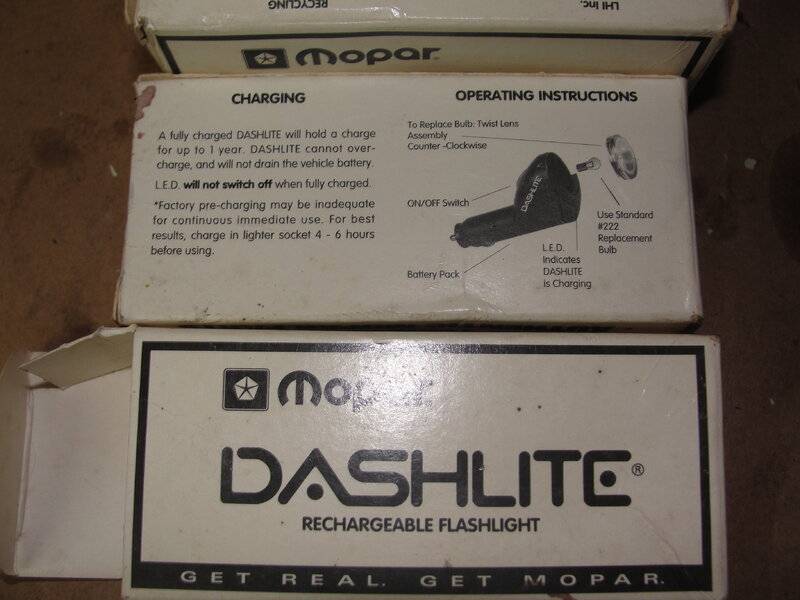 RECYCLING
LHI Inc.
Mopar
CHARGING
A fully charged DASHLITE will hold a charge
for up to 1 year. DASHLITE cannot over-
charge, and will not drain the vehicle battery.
L.E.D. will not switch off when fully charged.
*Factory pre-charging may be inadequate
for continuous immediate use. For best
results, charge in lighter socket 4 - 6 hours
before using.
OPERATING INSTRUCTIONS
To Replace Bulb: Twist Lens
Assembly
Counter -Clockwise
DASHLITE
ON/OFF Switch
Use Standard
#222
Replacement
Bulb
L.E.D.
Indicates
DASHLITE
is Charging
Battery Pack
Mopar
DASHLITE®
RECHARGEABLE FLASHLIGHT
GET REAL. GET MOPAR.